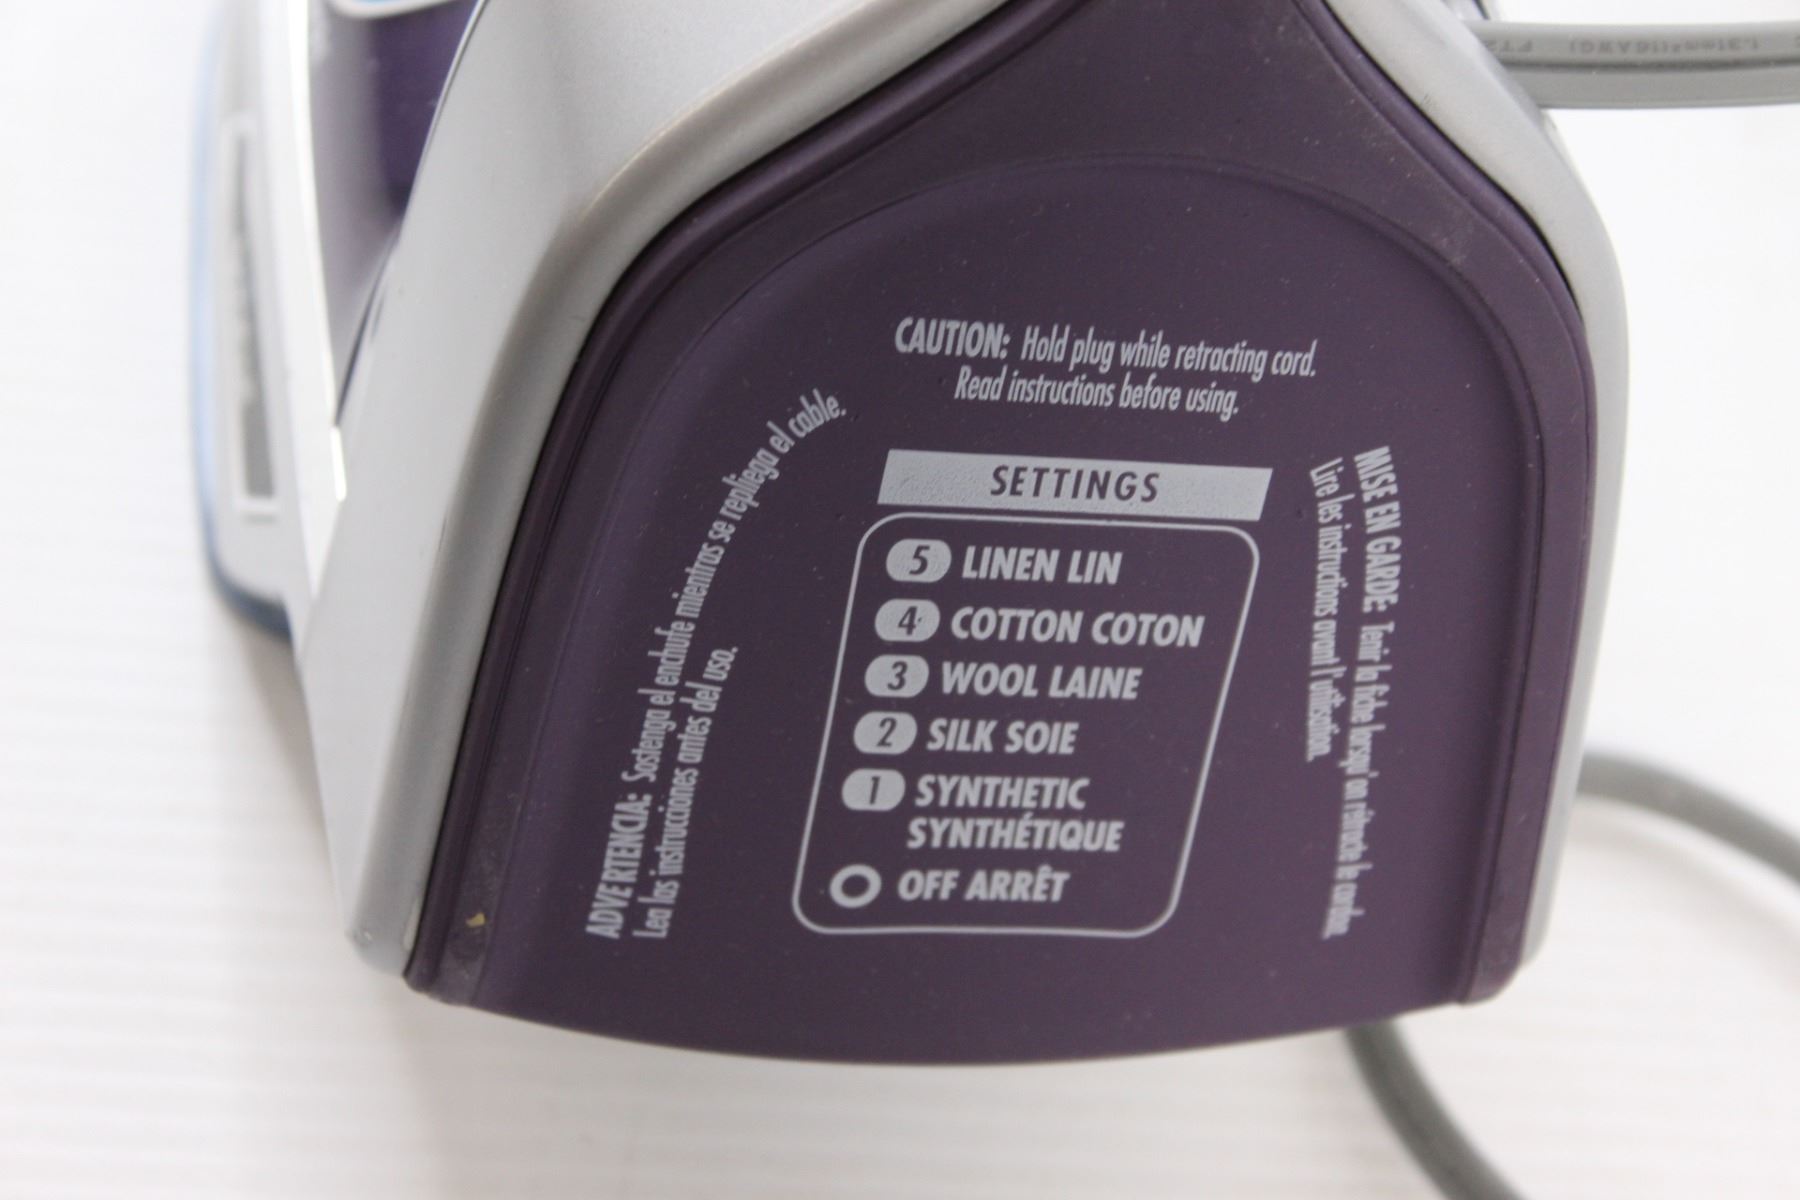 CAUTION: Hold plug while retracting cord.
Read instructions before using.
ADVERTENCIA: Sostenga el enchufe mientras se repliega el cable.
Lea las instrucciones antes del uso.
SETTINGS
5 LINEN LIN
4 COTTON COTON
3 WOOL LAINE
2 SILK SOIE
1 SYNTHETIC
SYNTHÉTIQUE
O OFF ARRÊT
MISE EN GARDE: Tenir la fiche lorsqu'on rétracte le cordon.
Lire les instructions avant l'utilisation.
(16AWG)